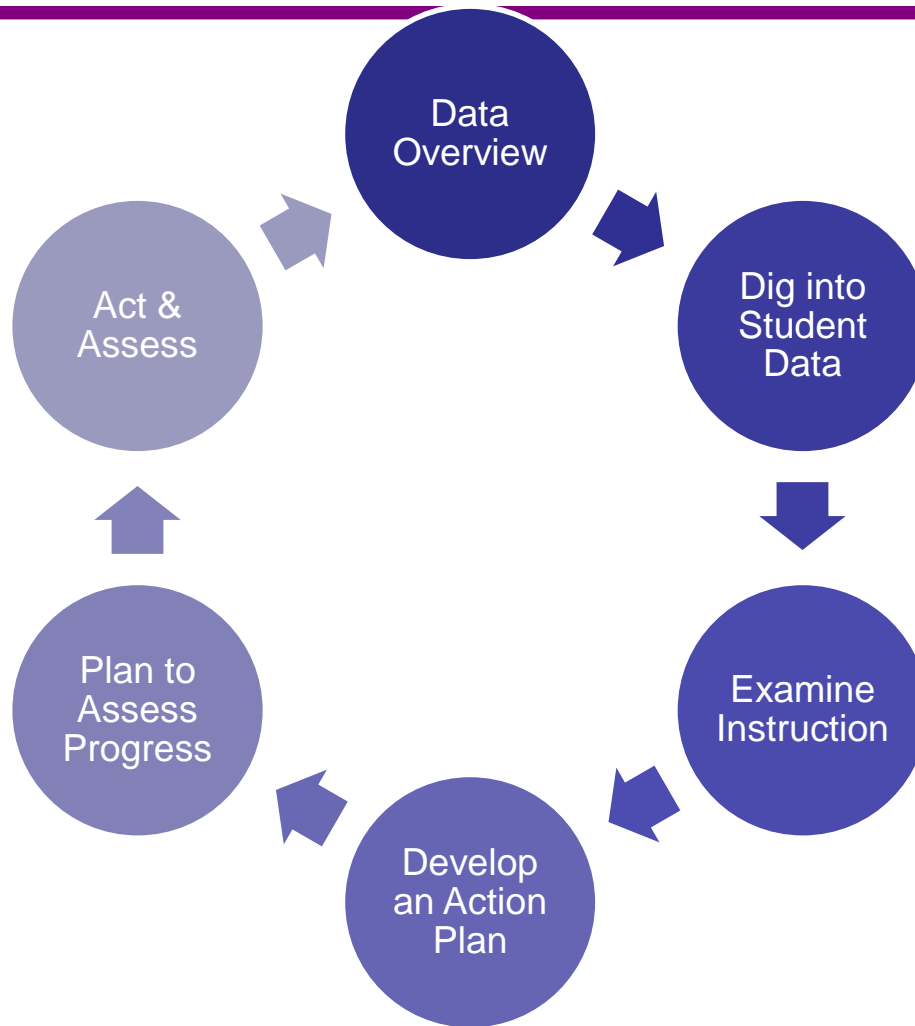 Data
Overview
Dig into
Student
Data
Examine
Instruction
Develop
an Action
Plan
Plan to
Assess
Progress
Act &
Assess